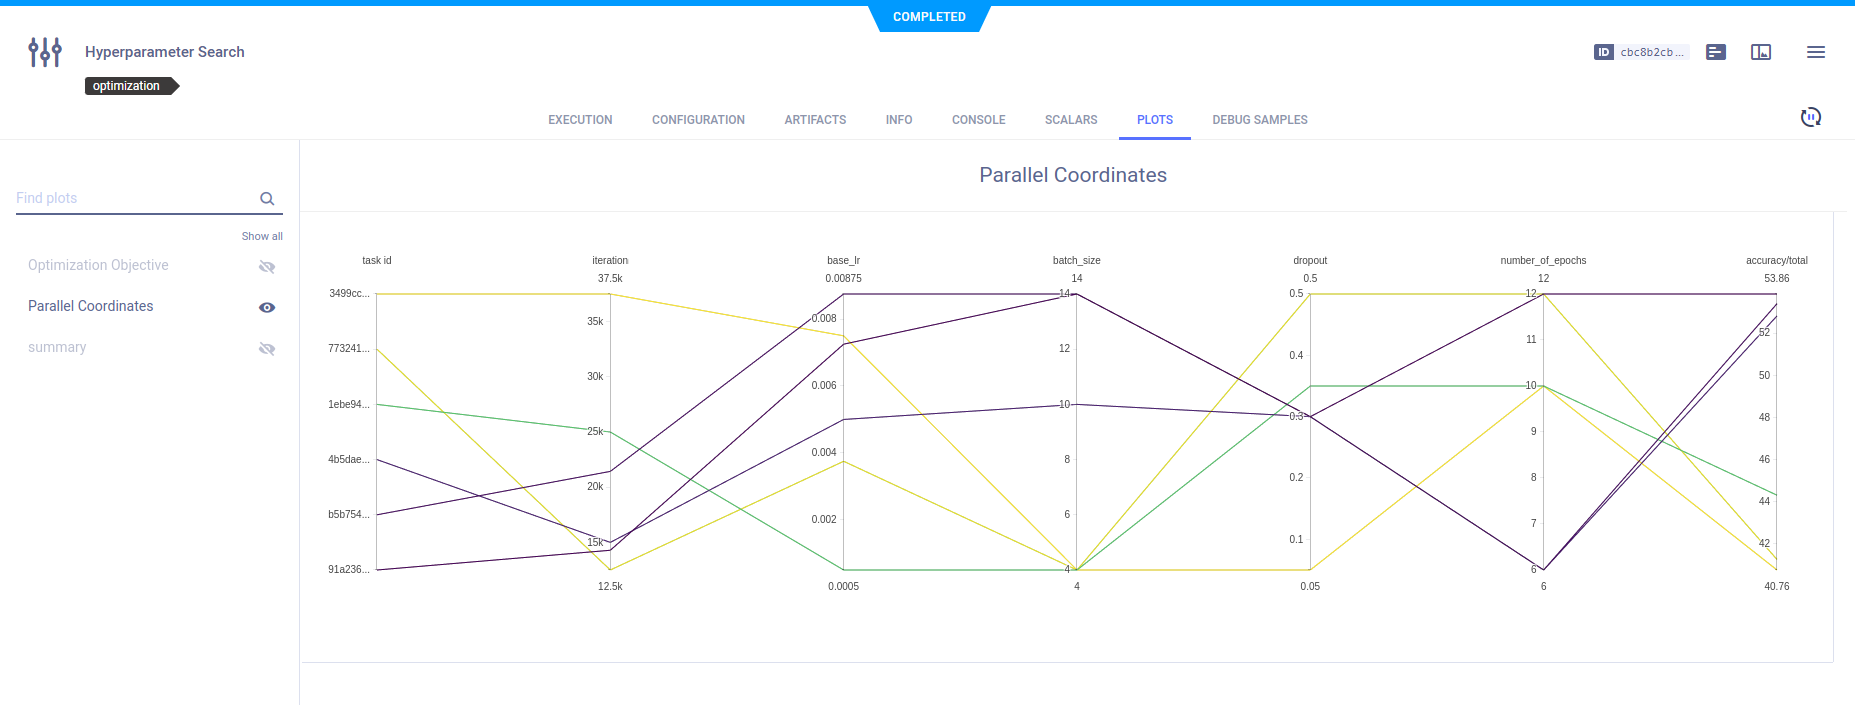 COMPLETED
Hyperparameter Search
ID cbc8b2cb...
optimization
EXECUTION CONFIGURATION ARTIFACTS INFO CONSOLE SCALARS PLOTS DEBUG SAMPLES
Parallel Coordinates
Find plots
Show all
Optimization Objective
Parallel Coordinates
summary
task id
3499cc...
773241...
1ebe94...
4b5dae...
b5b754...
91a236...
iteration
37.5k
35k
30k
25k
20k
15k
12.5k
base_lr
0.00875
0.008
0.006
0.004
0.002
0.0005
batch_size
14
14
12
10
8
6
4
4
dropout
0.5
0.5
0.4
0.3
0.2
0.1
0.05
number_of_epochs
12
12
11
10
9
8
7
6
6
accuracy/total
53.86
52
50
48
46
44
42
40.76